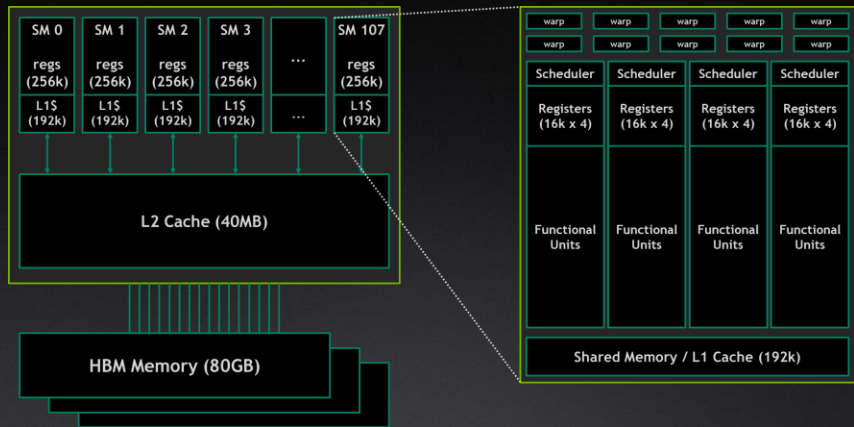 SM 0
regs
(256k)
L1$
(192k)
SM 1
regs
(256k)
L1$
(192k)
SM 2
regs
(256k)
L1$
(192k)
SM 3
regs
(256k)
L1$
(192k)
...
...
SM 107
regs
(256k)
L1$
(192k)
L2 Cache (40MB)
HBM Memory (80GB)
warp
warp
warp
warp
warp
warp
warp
warp
warp
warp
Scheduler
Registers
(16k x 4)
Functional
Units
Scheduler
Registers
(16k x 4)
Functional
Units
Scheduler
Registers
(16k x 4)
Functional
Units
Scheduler
Registers
(16k x 4)
Functional
Units
Shared Memory / L1 Cache (192k)